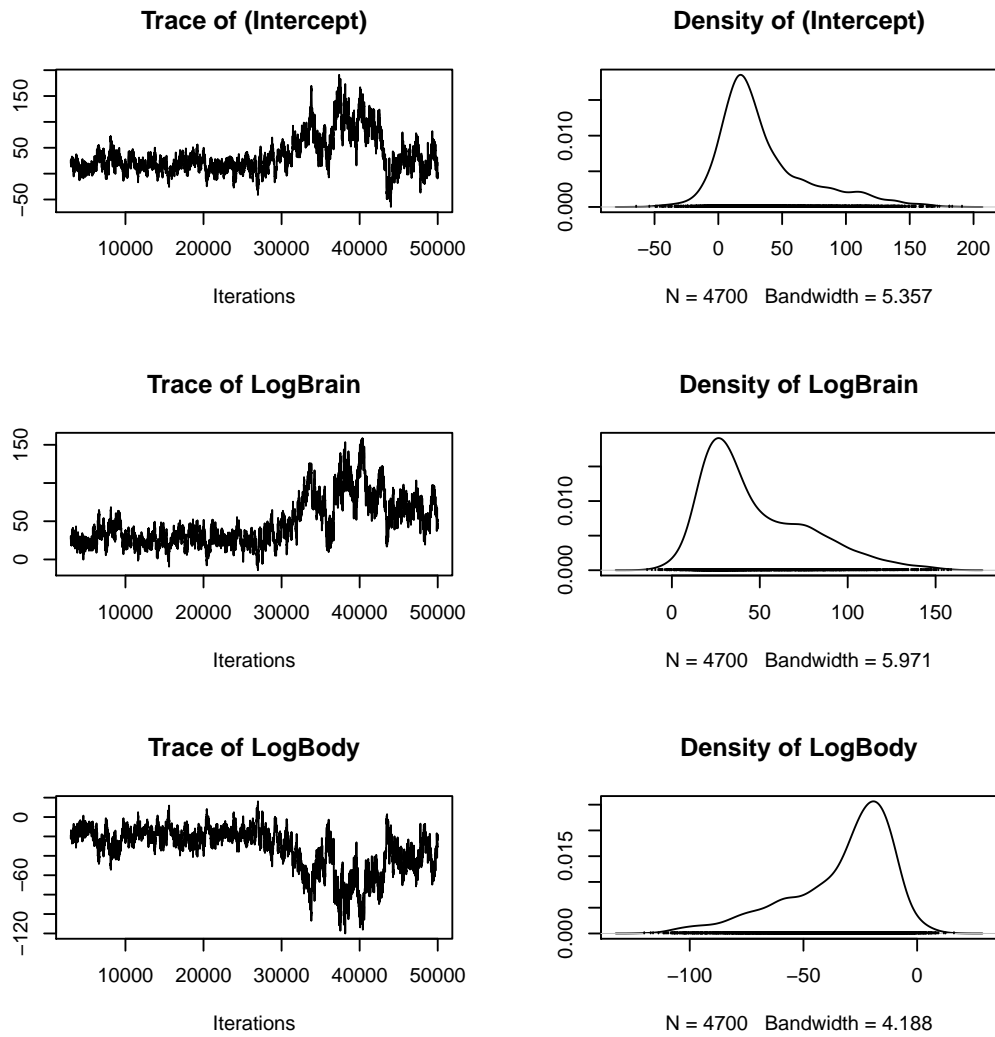 Trace of (Intercept)
150
50
−50
10000 20000 30000 40000 50000
Iterations
Density of (Intercept)
0.010
0.000
−50 0 50 100 150 200
N = 4700 Bandwidth = 5.357
Trace of LogBrain
150
50
0
10000 20000 30000 40000 50000
Iterations
Density of LogBrain
0.010
0.000
0 50 100 150
N = 4700 Bandwidth = 5.971
Trace of LogBody
0
−60
−120
10000 20000 30000 40000 50000
Iterations
Density of LogBody
0.015
0.000
−100 −50 0
N = 4700 Bandwidth = 4.188